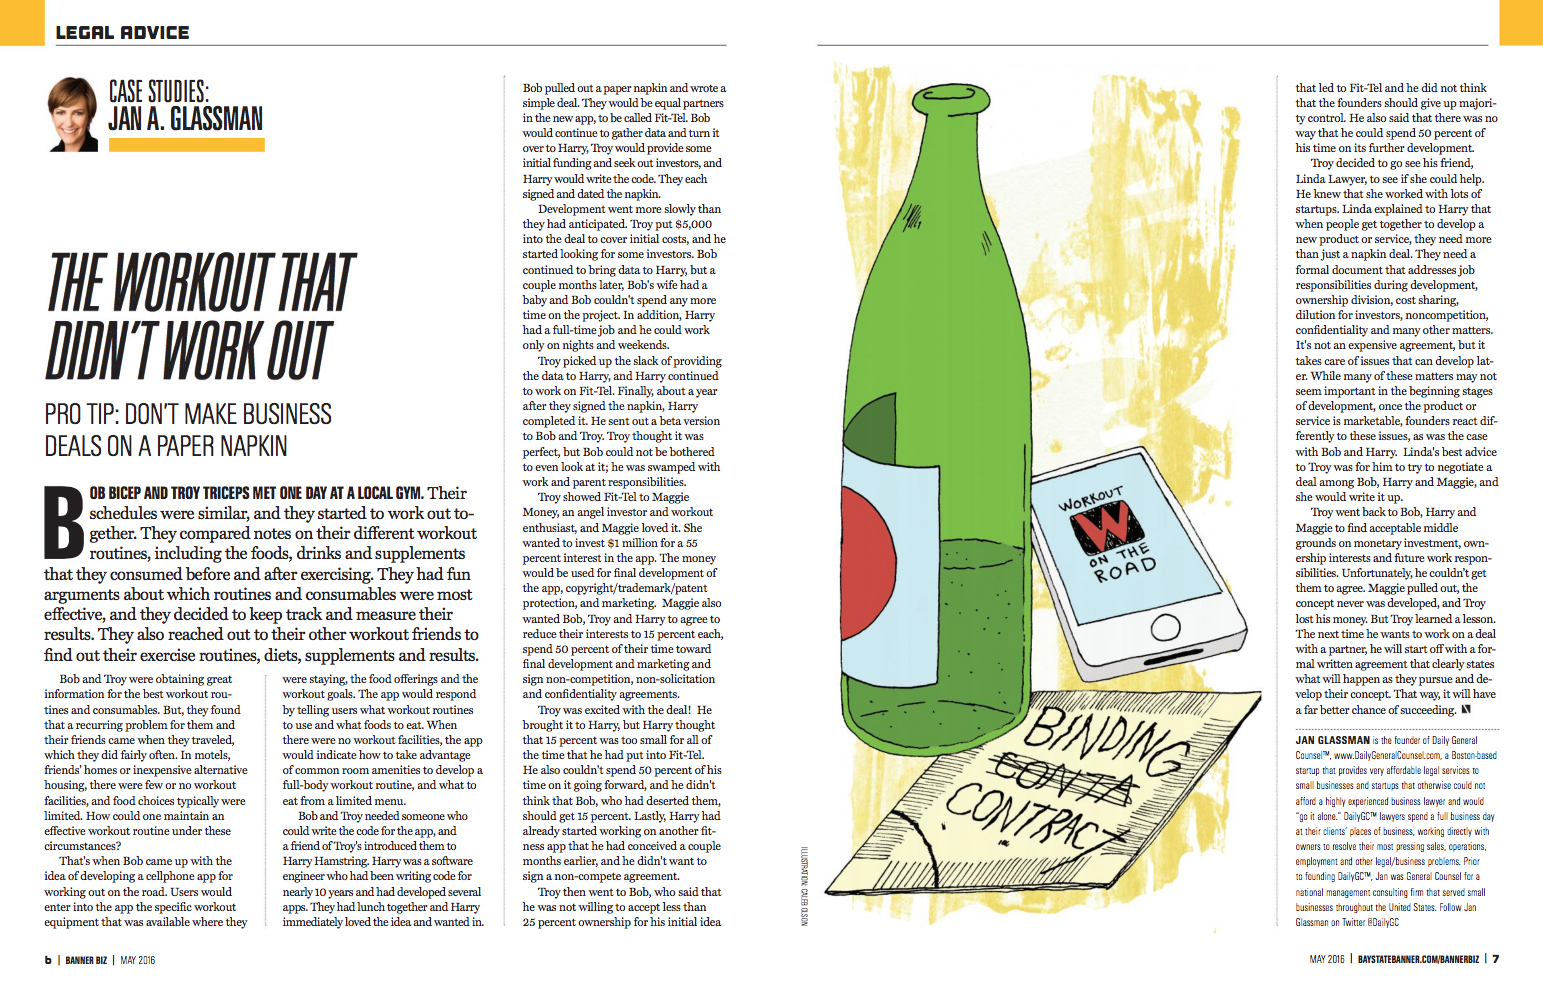 LEGAL ADVICE
CASE STUDIES:
JAN A. GLASSMAN
THE WORKOUT THAT
DIDN'T WORK OUT
PRO TIP: DON'T MAKE BUSINESS
DEALS ON A PAPER NAPKIN
BOB BICEP AND TROY TRICEPS MET ONE DAY AT A LOCAL GYM. Their
schedules were similar, and they started to work out to-
gether. They compared notes on their different workout
routines, including the foods, drinks and supplements
that they consumed before and after exercising. They had fun
arguments about which routines and consumables were most
effective, and they decided to keep track and measure their
results. They also reached out to their other workout friends to
find out their exercise routines, diets, supplements and results.
Bob and Troy were obtaining great
information for the best workout rou-
tines and consumables. But, they found
that a recurring problem for them and
their friends came when they traveled,
which they did fairly often. In motels,
friends' homes or inexpensive alternative
housing, there were few or no workout
facilities, and food choices typically were
limited. How could one maintain an
effective workout routine under these
circumstances?
That's when Bob came up with the
idea of developing a cellphone app for
working out on the road. Users would
enter into the app the specific workout
equipment that was available where they
were staying, the food offerings and the
workout goals. The app would respond
by telling users what workout routines
to use and what foods to eat. When
there were no workout facilities, the app
would indicate how to take advantage
of common room amenities to develop a
full-body workout routine, and what to
eat from a limited menu.
Bob and Troy needed someone who
could write the code for the app, and
a friend of Troy's introduced them to
Harry Hamstring. Harry was a software
engineer who had been writing code for
nearly 10 years and had developed several
apps. They had lunch together and Harry
immediately loved the idea and wanted in.
Bob pulled out a paper napkin and wrote a
simple deal. They would be equal partners
in the new app, to be called Fit-Tel. Bob
would continue to gather data and turn it
over to Harry, Troy would provide some
initial funding and seek out investors, and
Harry would write the code. They each
signed and dated the napkin.
Development went more slowly than
they had anticipated. Troy put $5,000
into the deal to cover initial costs, and he
started looking for some investors. Bob
continued to bring data to Harry, but a
couple months later, Bob's wife had a
baby and Bob couldn't spend any more
time on the project. In addition, Harry
had a full-time job and he could work
only on nights and weekends.
Troy picked up the slack of providing
the data to Harry, and Harry continued
to work on Fit-Tel. Finally, about a year
after they signed the napkin, Harry
completed it. He sent out a beta version
to Bob and Troy. Troy thought it was
perfect, but Bob could not be bothered
to even look at it; he was swamped with
work and parent responsibilities.
Troy showed Fit-Tel to Maggie
Money, an angel investor and workout
enthusiast, and Maggie loved it. She
wanted to invest $1 million for a 55
percent interest in the app. The money
would be used for final development of
the app, copyright/trademark/patent
protection, and marketing. Maggie also
wanted Bob, Troy and Harry to agree to
reduce their interests to 15 percent each,
spend 50 percent of their time toward
final development and marketing and
sign non-competition, non-solicitation
and confidentiality agreements.
Troy was excited with the deal! He
brought it to Harry, but Harry thought
that 15 percent was too small for all of
the time that he had put into Fit-Tel.
He also couldn't spend 50 percent of his
time on it going forward, and he didn't
think that Bob, who had deserted them,
should get 15 percent. Lastly, Harry had
already started working on another fit-
ness app that he had conceived a couple
months earlier, and he didn't want to
sign a non-compete agreement.
Troy then went to Bob, who said that
he was not willing to accept less than
25 percent ownership for his initial idea
WORKOUT
W
ON THE
ROAD
BINDING
CONTA
CONTRACT
ILLUSTRATION: CALEB OLSON
that led to Fit-Tel and he did not think
that the founders should give up majori-
ty control. He also said that there was no
way that he could spend 50 percent of
his time on its further development.
Troy decided to go see his friend,
Linda Lawyer, to see if she could help.
He knew that she worked with lots of
startups. Linda explained to Harry that
when people get together to develop a
new product or service, they need more
than just a napkin deal. They need a
formal document that addresses job
responsibilities during development,
ownership division, cost sharing,
dilution for investors, noncompetition,
confidentiality and many other matters.
It's not an expensive agreement, but it
takes care of issues that can develop lat-
er. While many of these matters may not
seem important in the beginning stages
of development, once the product or
service is marketable, founders react dif-
ferently to these issues, as was the case
with Bob and Harry. Linda's best advice
to Troy was for him to try to negotiate a
deal among Bob, Harry and Maggie, and
she would write it up.
Troy went back to Bob, Harry and
Maggie to find acceptable middle
grounds on monetary investment, own-
ership interests and future work respon-
sibilities. Unfortunately, he couldn't get
them to agree. Maggie pulled out, the
concept never was developed, and Troy
lost his money. But Troy learned a lesson.
The next time he wants to work on a deal
with a partner, he will start off with a for-
mal written agreement that clearly states
what will happen as they pursue and de-
velop their concept. That way, it will have
a far better chance of succeeding.
JAN GLASSMAN is the founder of Daily General
Counsel™, www.DailyGeneralCounsel.com, a Boston-based
startup that provides very affordable legal services to
small businesses and startups that otherwise could not
afford a highly experienced business lawyer and would
"go it alone." DailyGC™ lawyers spend a full business day
at their clients' places of business, working directly with
owners to resolve their most pressing sales, operations,
employment and other legal/business problems. Prior
to founding DailyGC™, Jan was General Counsel for a
national management consulting firm that served small
businesses throughout the United States. Follow Jan
Glassman on Twitter @DailyGC
6 | BANNER BIZ | MAY 2016
MAY 2016 | BAYSTATEBANNER.COM/BANNERBIZ | 7